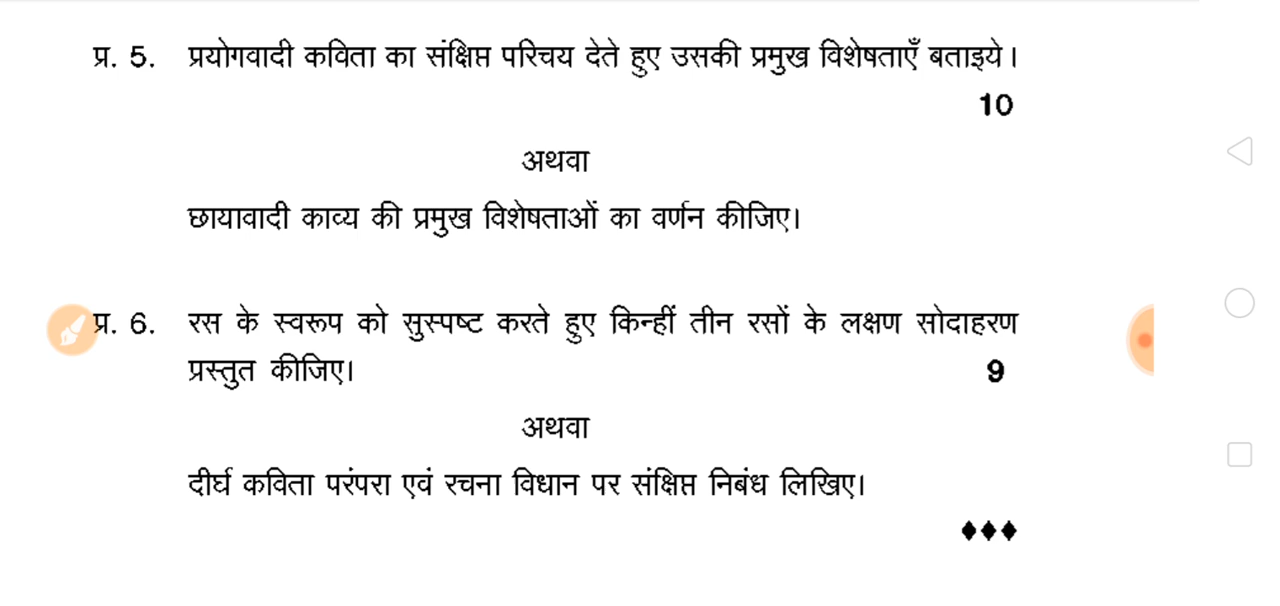 प्र. 5. प्रयोगवादी कविता का संक्षिप्त परिचय देते हुए उसकी प्रमुख विशेषताएँ बताइये।
10
अथवा
छायावादी काव्य की प्रमुख विशेषताओं का वर्णन कीजिए।
प्र. 6. रस के स्वरूप को सुस्पष्ट करते हुए किन्हीं तीन रसों के लक्षण सोदाहरण
प्रस्तुत कीजिए। 9
अथवा
दीर्घ कविता परंपरा एवं रचना विधान पर संक्षिप्त निबंध लिखिए।